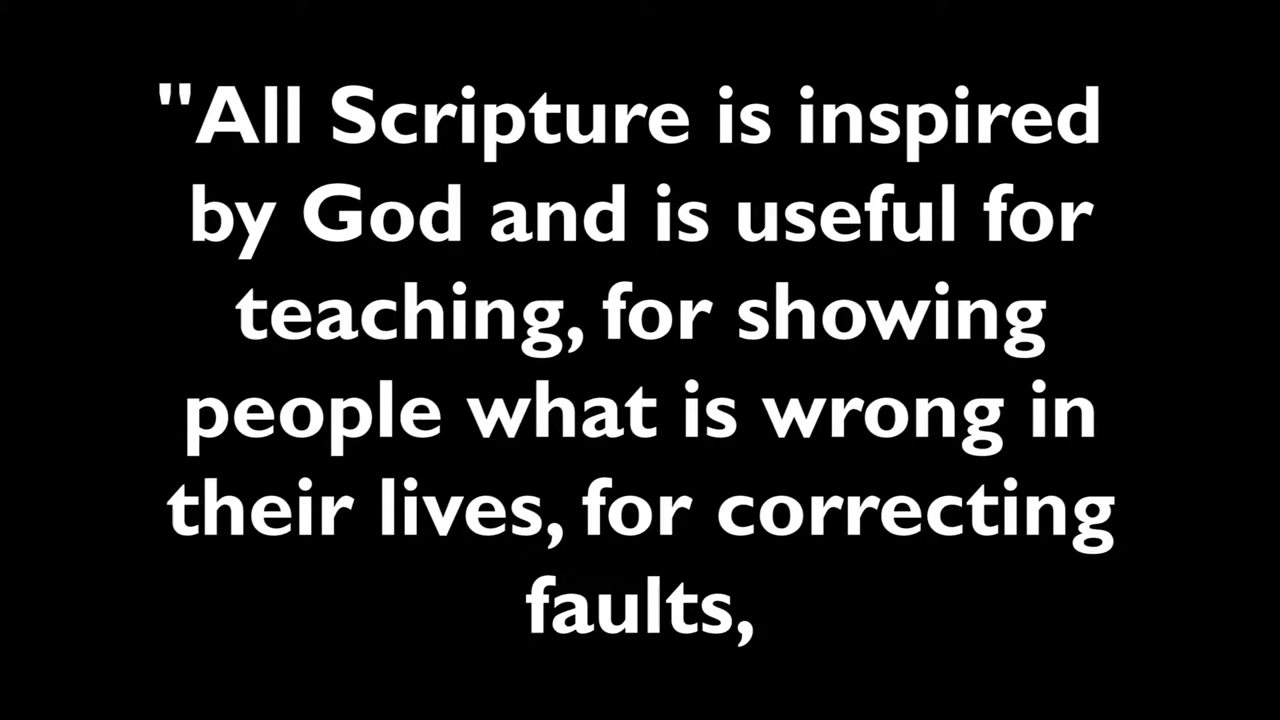 "All Scripture is inspired
by God and is useful for
teaching, for showing
people what is wrong in
their lives, for correcting
faults,